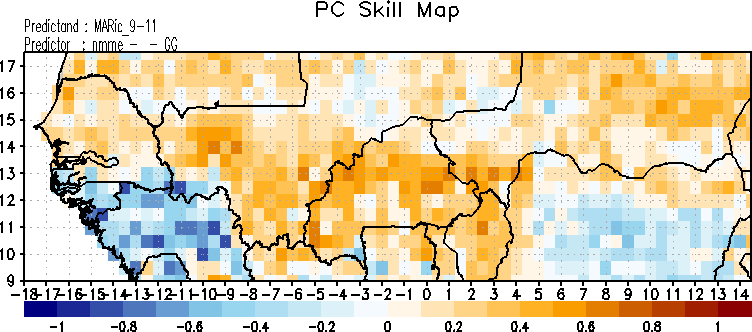 PC Skill Map
Predictand : MARic_9-11
Predictor : nmme - - GG
17
16
15
14
13
12
11
10
9
-18 -17 -16 -15 -14 -13 -12 -11 -10 -9 -8 -7 -6 -5 -4 -3 -2 -1 0 1 2 3 4 5 6 7 8 9 10 11 12 13 14
-1 -0.8 -0.6 -0.4 -0.2 0 0.2 0.4 0.6 0.8 1